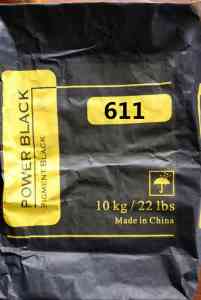 POWER BLACK
PIGMENT BLACK
611
10 kg / 22 lbs
Made in China